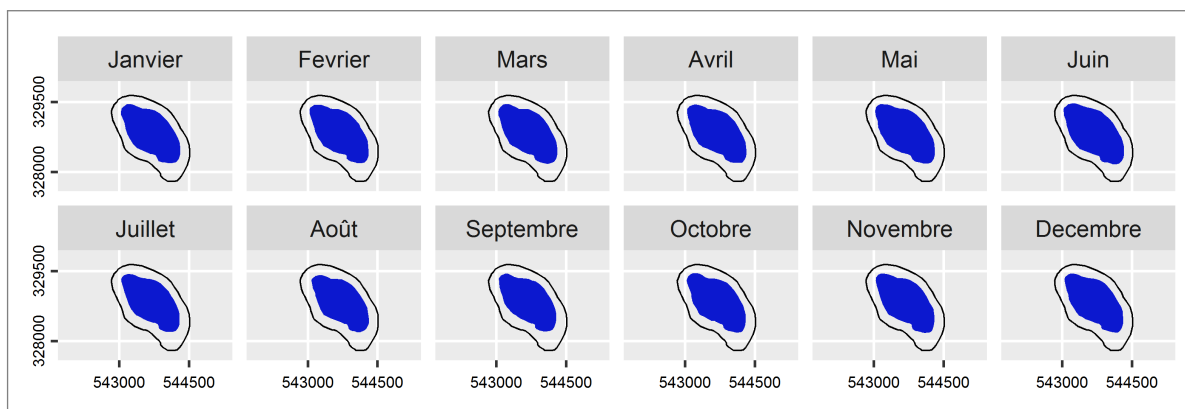 Janvier Fevrier Mars Avril Mai Juin
329500
328000
Juillet Août Septembre Octobre Novembre Decembre
329500
328000
543000 544500 543000 544500 543000 544500 543000 544500 543000 544500 543000 544500